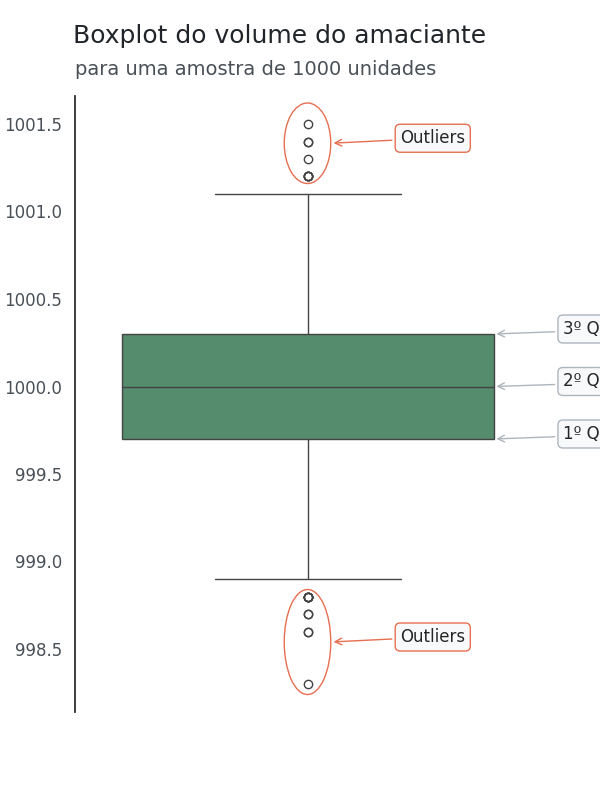 Boxplot do volume do amaciante
para uma amostra de 1000 unidades
1001.5
Outliers
1001.0
1000.5
3º Q
1000.0
2º Q
1º Q
999.5
999.0
998.5
Outliers